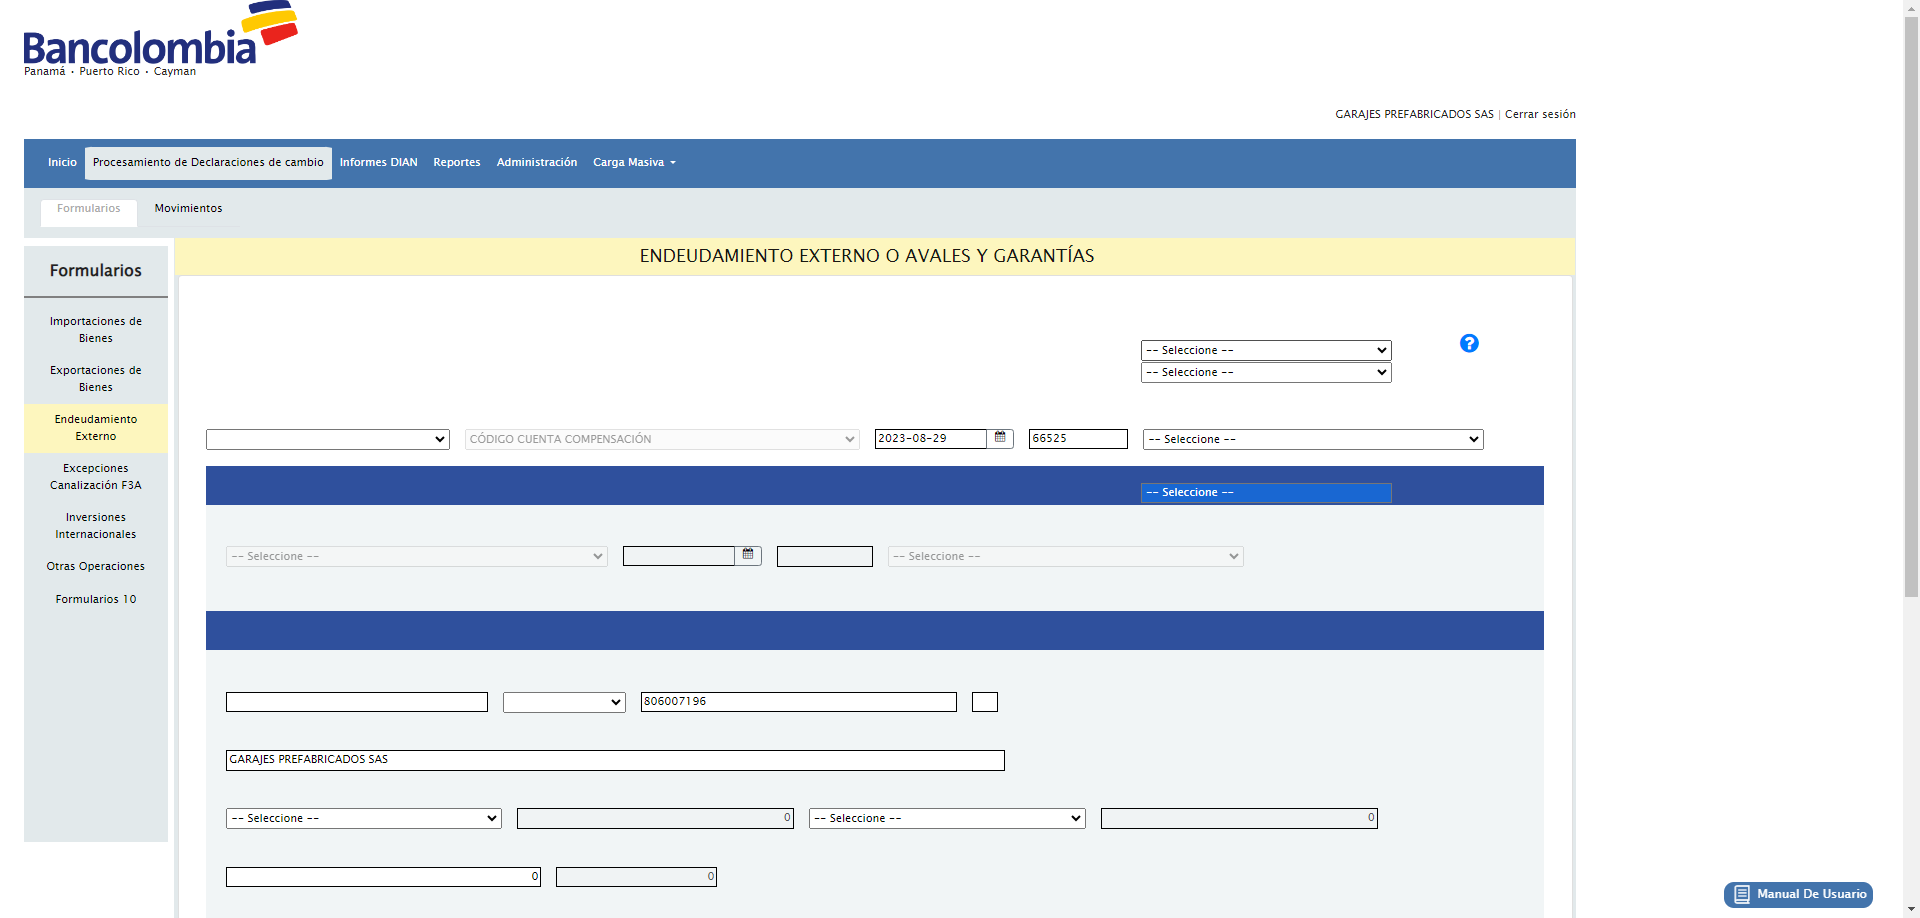 Bancolombia
Panamá · Puerto Rico · Cayman
GARAJES PREFABRICADOS SAS | Cerrar sesión
Inicio Procesamiento de Declaraciones de cambio Informes DIAN Reportes Administración Carga Masiva
Formularios Movimientos
Formularios
Importaciones de
Bienes
Exportaciones de
Bienes
Endeudamiento
Externo
Excepciones
Canalización F3A
Inversiones
Internacionales
Otras Operaciones
Formularios 10
ENDEUDAMIENTO EXTERNO O AVALES Y GARANTÍAS
-- Seleccione --
?
-- Seleccione --
CÓDIGO CUENTA COMPENSACIÓN 2023-08-29 66525 -- Seleccione --
-- Seleccione --
-- Seleccione -- -- Seleccione --
806007196
GARAJES PREFABRICADOS SAS
-- Seleccione -- 0 -- Seleccione -- 0
0 0
Manual De Usuario